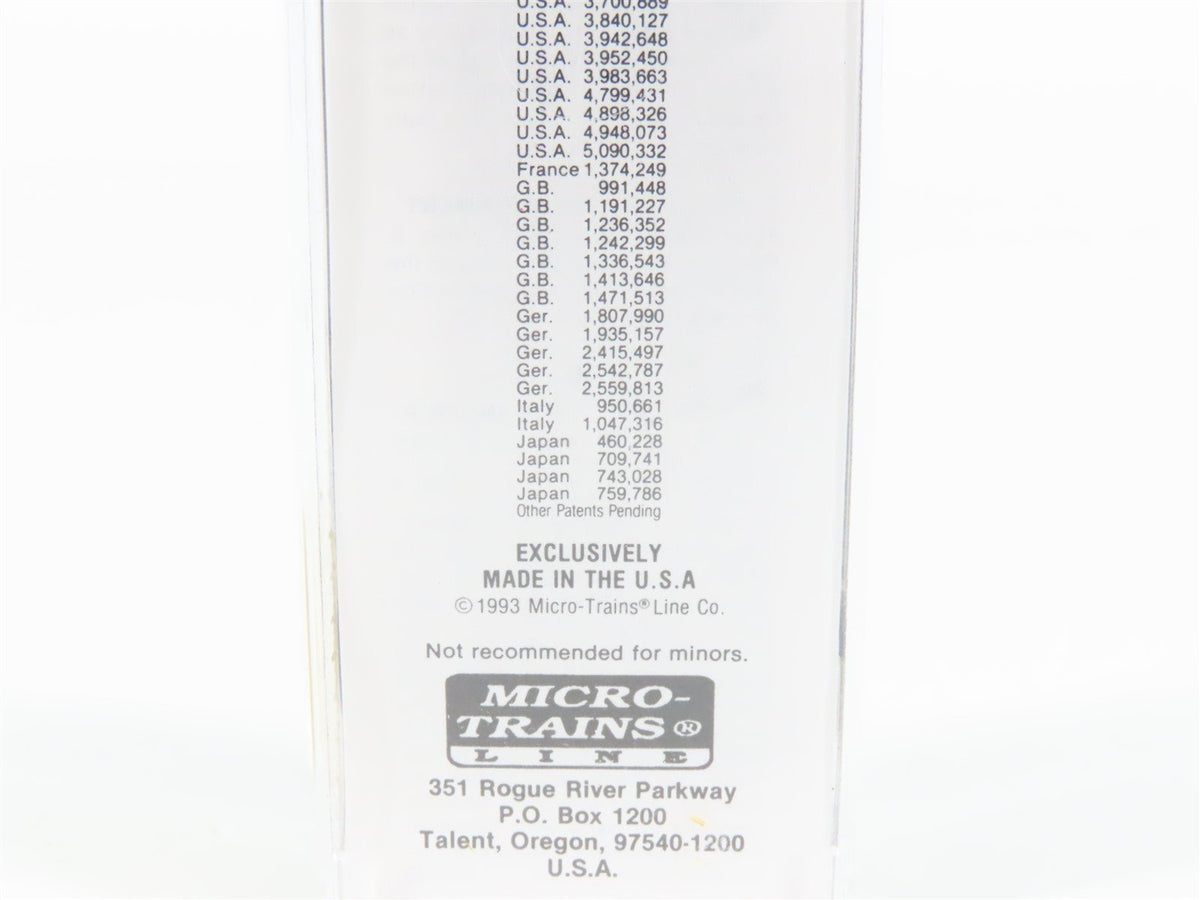 U.S.A. 3,700,889
U.S.A. 3,840,127
U.S.A. 3,942,648
U.S.A. 3,952,450
U.S.A. 3,983,663
U.S.A. 4,799,431
U.S.A. 4,898,326
U.S.A. 4,948,073
U.S.A. 5,090,332
France 1,374,249
G.B. 991,448
G.B. 1,191,227
G.B. 1,236,352
G.B. 1,242,299
G.B. 1,336,543
G.B. 1,413,646
G.B. 1,471,513
Ger. 1,807,990
Ger. 1,935,157
Ger. 2,415,497
Ger. 2,542,787
Ger. 2,559,813
Italy 950,661
Italy 1,047,316
Japan 460,228
Japan 709,741
Japan 743,028
Japan 759,786
Other Patents Pending
EXCLUSIVELY
MADE IN THE U.S.A
©1993 Micro-Trains® Line Co.
Not recommended for minors.
MICRO-
TRAINS®
LINE
351 Rogue River Parkway
P.O. Box 1200
Talent, Oregon, 97540-1200
U.S.A.